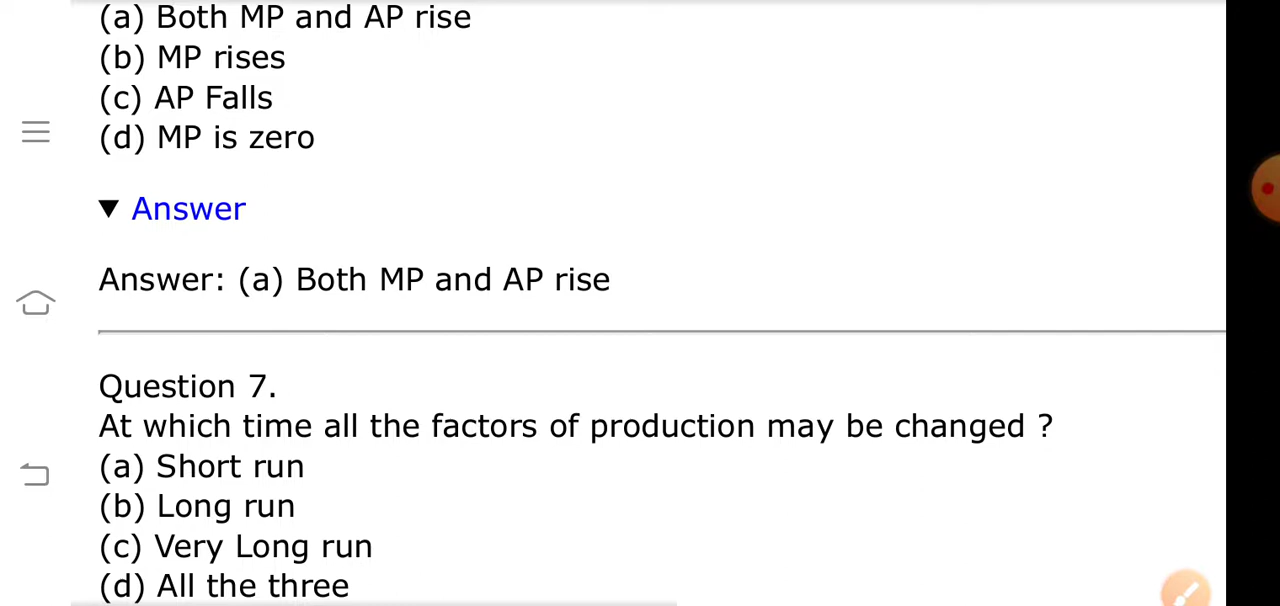 (a) Both MP and AP rise
(b) MP rises
(c) AP Falls
(d) MP is zero
▼ Answer
Answer: (a) Both MP and AP rise
Question 7.
At which time all the factors of production may be changed ?
(a) Short run
(b) Long run
(c) Very Long run
(d) All the three